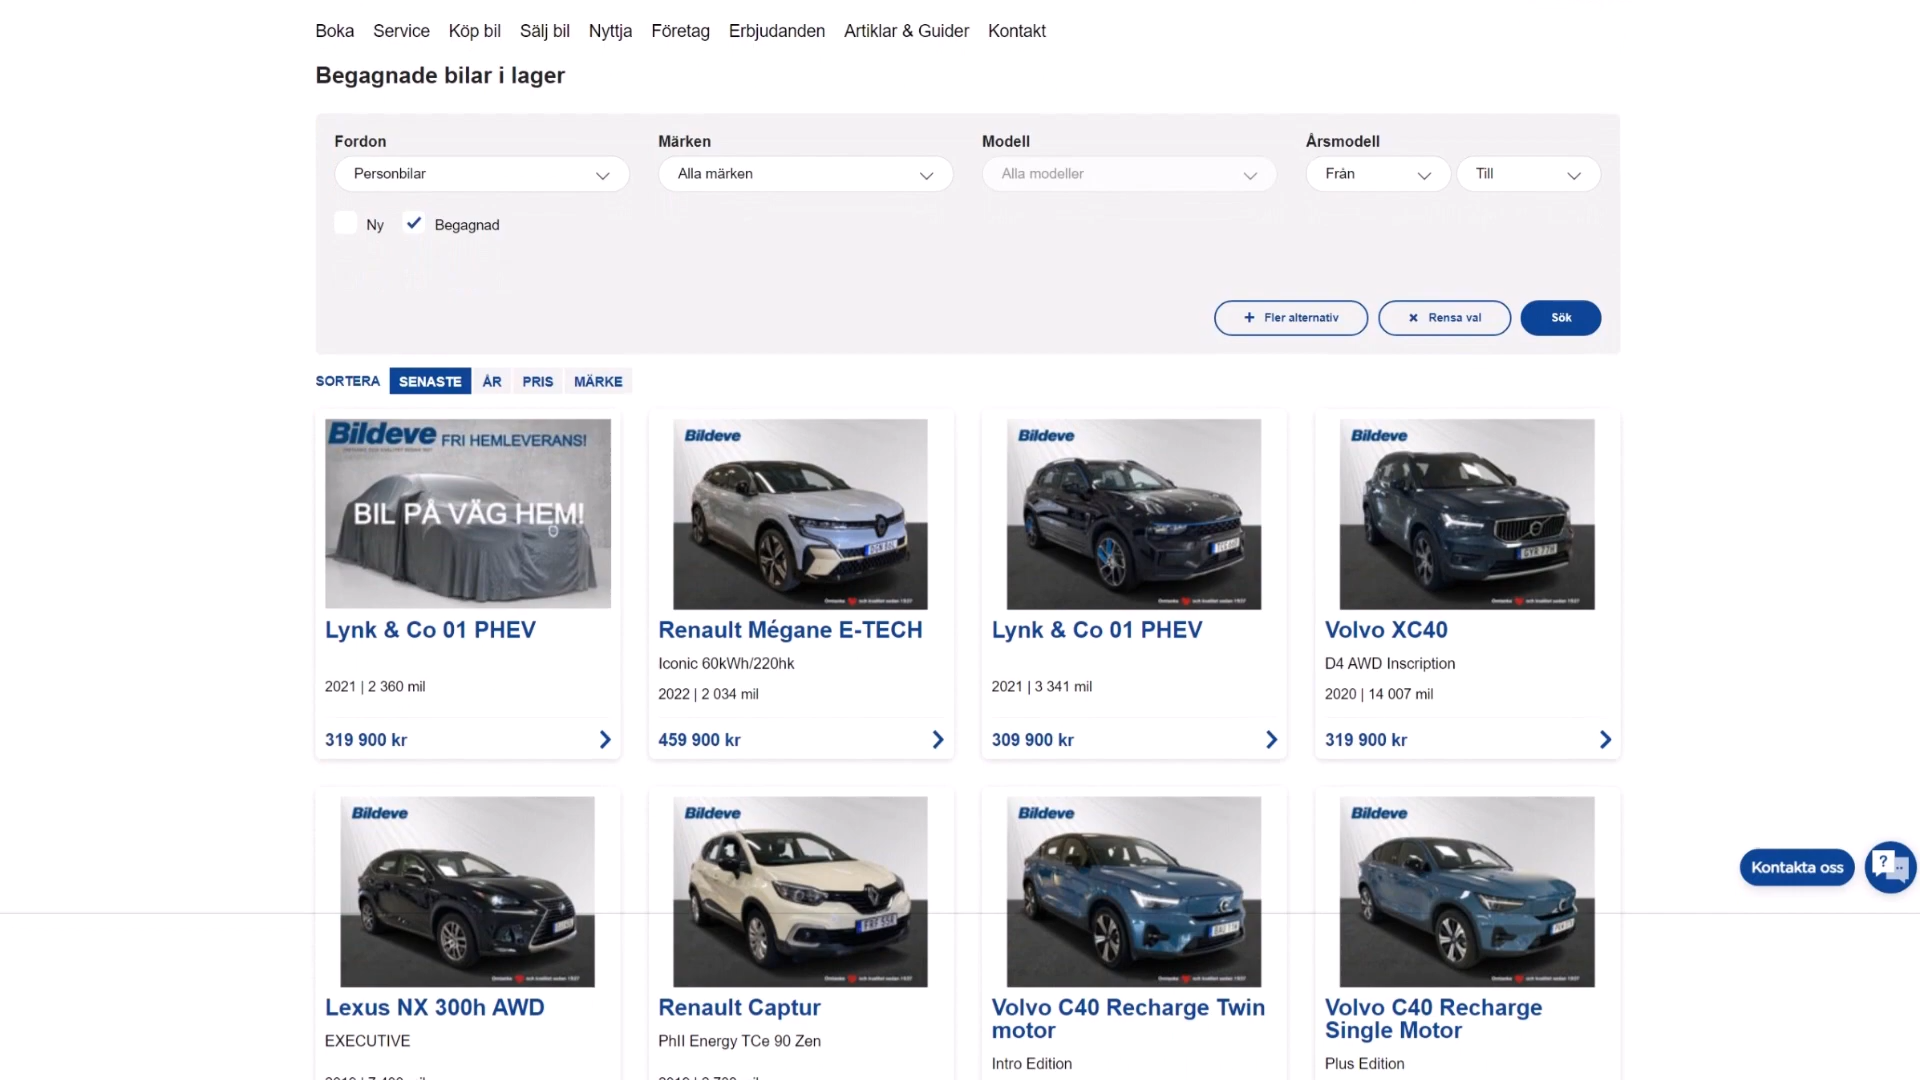 Boka Service Köp bil Sälj bil Nyttja Företag Erbjudanden Artiklar & Guider Kontakt
Begagnade bilar i lager
Fordon Märken Modell Årsmodell
Personbilar Alla märken Alla modeller Från Till
Ny Begagnad
+ Fler alternativ × Rensa val Sök
SORTERA SENASTE ÅR PRIS MÄRKE
Bildeve FRI HEMLEVERANS!
BIL PÅ VÄG HEM!
Lynk & Co 01 PHEV
2021 | 2 360 mil
319 900 kr
Bildeve
Renault Mégane E-TECH
Iconic 60kWh/220hk
2022 | 2 034 mil
459 900 kr
Bildeve
Lynk & Co 01 PHEV
2021 | 3 341 mil
309 900 kr
Bildeve
Volvo XC40
D4 AWD Inscription
2020 | 14 007 mil
319 900 kr
Bildeve
Lexus NX 300h AWD
EXECUTIVE
Bildeve
Renault Captur
PhII Energy TCe 90 Zen
Bildeve
Volvo C40 Recharge Twin
motor
Intro Edition
Bildeve
Volvo C40 Recharge
Single Motor
Plus Edition
Kontakta oss